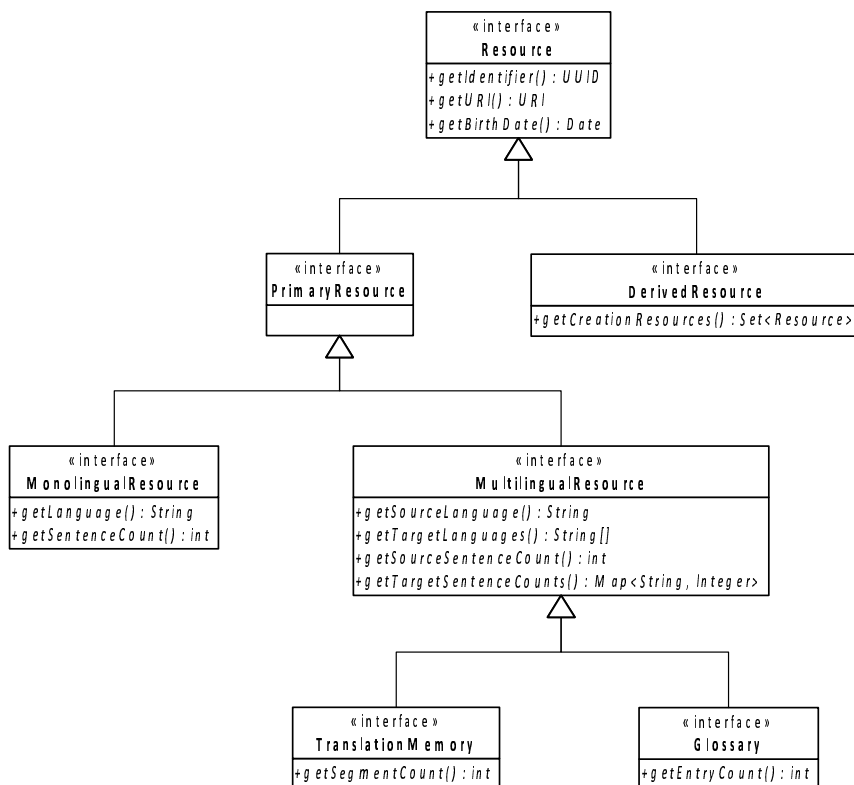 «interface»
Resource
+getIdentifier() : UUID
+getURI() : URI
+getBirthDate() : Date
«interface»
PrimaryResource
«interface»
DerivedResource
+getCreationResources() : Set<Resource>
«interface»
MonolingualResource
+getLanguage() : String
+getSentenceCount() : int
«interface»
MultilingualResource
+getSourceLanguage() : String
+getTargetLanguages() : String[]
+getSourceSentenceCount() : int
+getTargetSentenceCounts() : Map<String, Integer>
«interface»
TranslationMemory
+getSegmentCount() : int
«interface»
Glossary
+getEntryCount() : int